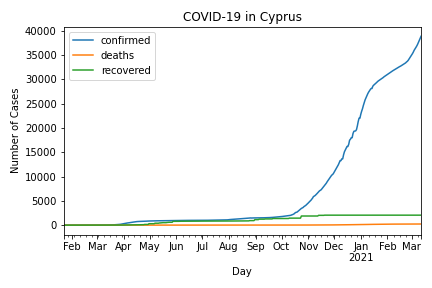 COVID-19 in Cyprus
confirmed
deaths
recovered
Number of Cases
40000
35000
30000
25000
20000
15000
10000
5000
0
Feb Mar Apr May Jun Jul Aug Sep Oct Nov Dec Jan Feb Mar
2021
Day